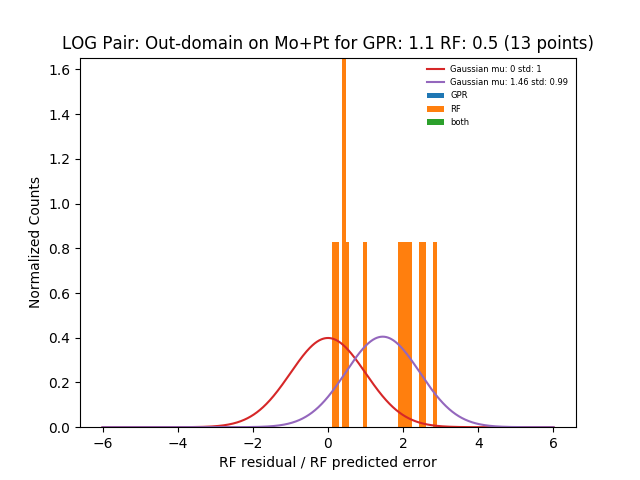 LOG Pair: Out-domain on Mo+Pt for GPR: 1.1 RF: 0.5 (13 points)
Gaussian mu: 0 std: 1
Gaussian mu: 1.46 std: 0.99
GPR
RF
both
Normalized Counts
1.6
1.4
1.2
1.0
0.8
0.6
0.4
0.2
0.0
−6
−4
−2
0
2
4
6
RF residual / RF predicted error